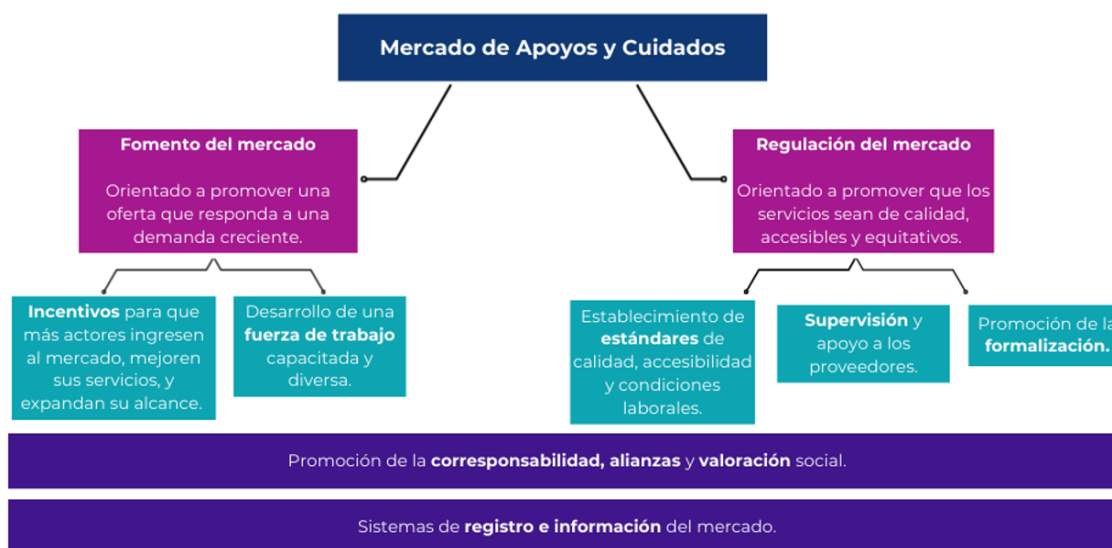 Mercado de Apoyos y Cuidados
Fomento del mercado
Orientado a promover una
oferta que responda a una
demanda creciente.
Regulación del mercado
Orientado a promover que los
servicios sean de calidad,
accesibles y equitativos.
Incentivos para que
más actores ingresen
al mercado, mejoren
sus servicios, y
expandan su alcance.
Desarrollo de una
fuerza de trabajo
capacitada y
diversa.
Establecimiento de
estándares de
calidad, accesibilidad
y condiciones
laborales.
Supervisión y
apoyo a los
proveedores.
Promoción de la
formalización.
Promoción de la corresponsabilidad, alianzas y valoración social.
Sistemas de registro e información del mercado.